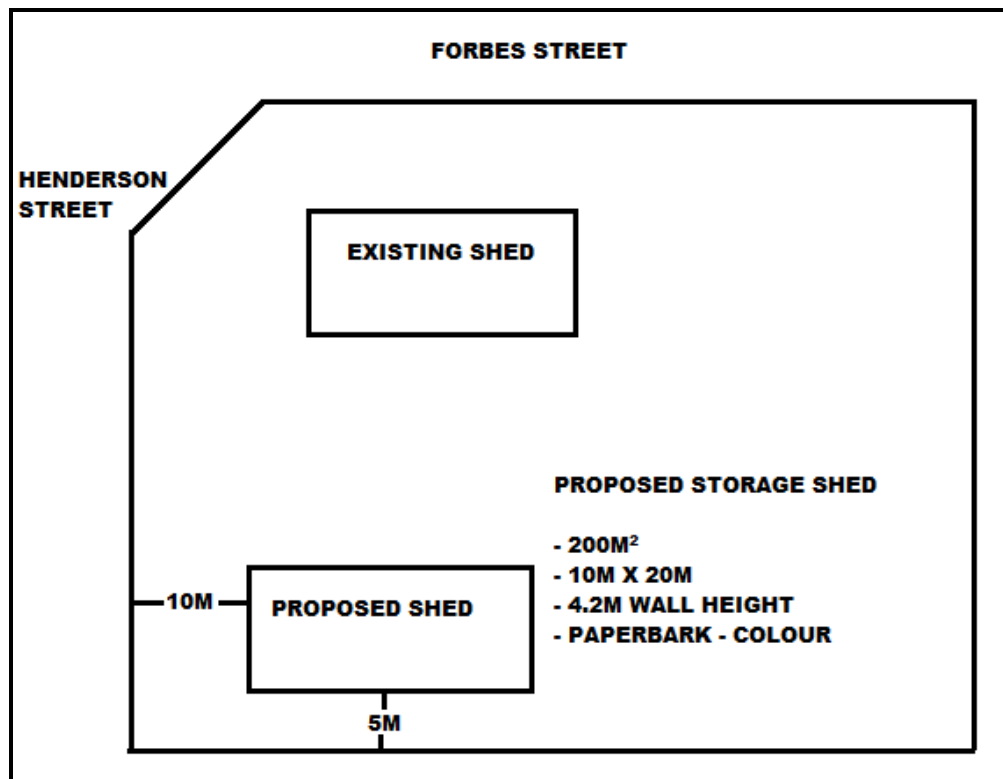 FORBES STREET
HENDERSON
STREET
EXISTING SHED
PROPOSED STORAGE SHED
- 200M²
- 10M X 20M
- 4.2M WALL HEIGHT
- PAPERBARK - COLOUR
10M
PROPOSED SHED
5M